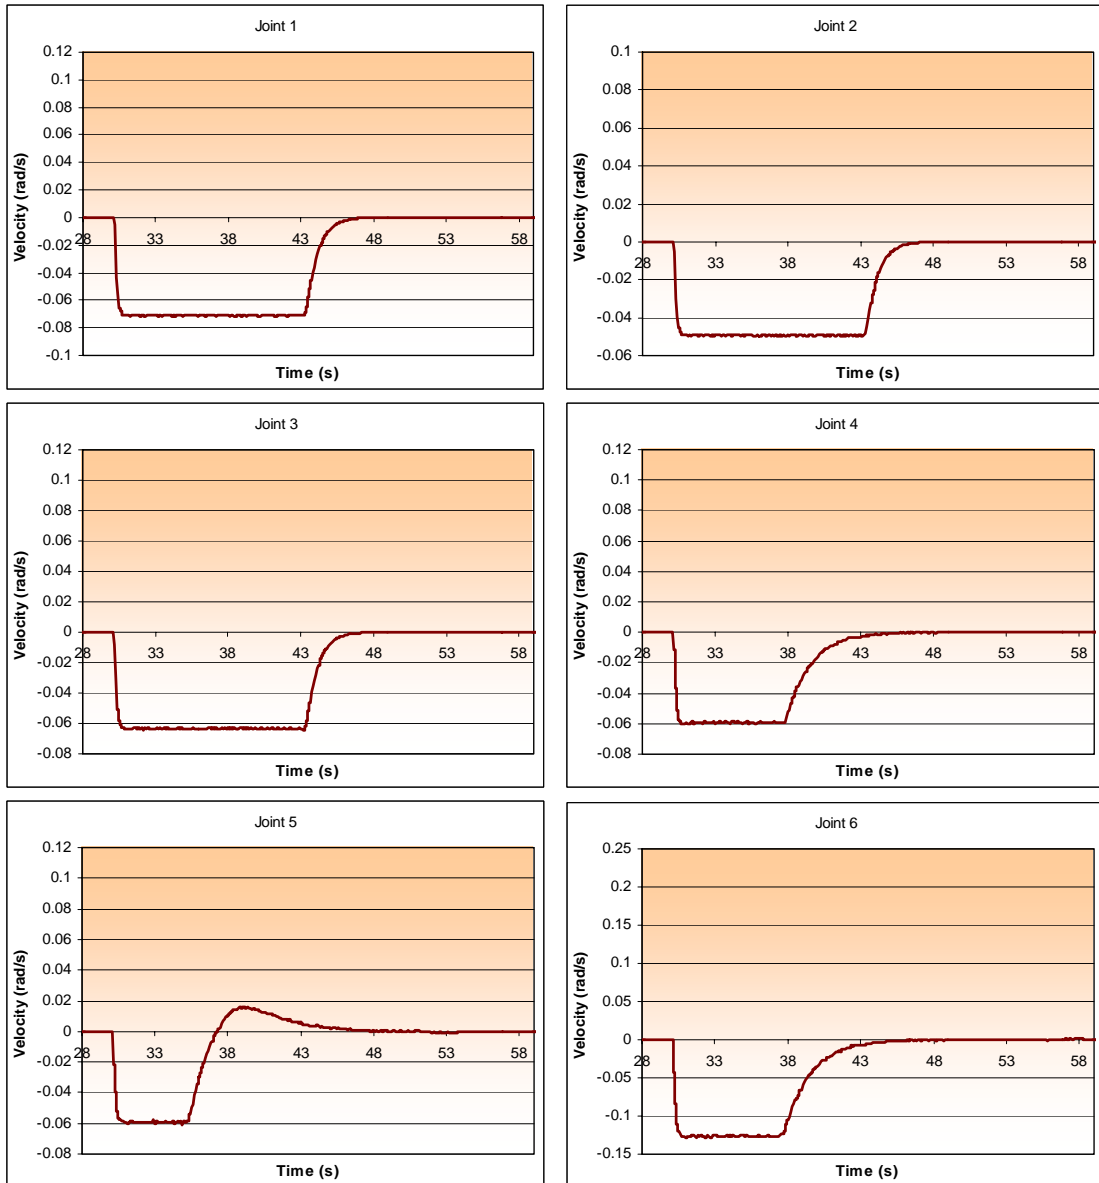 Joint 1
0.12
0.1
0.08
0.06
0.04
0.02
0
-0.02
-0.04
-0.06
-0.08
-0.1
28 33 38 43 48 53 58
Velocity (rad/s)
Time (s)
Joint 2
0.1
0.08
0.06
0.04
0.02
0
-0.02
-0.04
-0.06
28 33 38 43 48 53 58
Velocity (rad/s)
Time (s)
Joint 3
0.12
0.1
0.08
0.06
0.04
0.02
0
-0.02
-0.04
-0.06
-0.08
28 33 38 43 48 53 58
Velocity (rad/s)
Time (s)
Joint 4
0.12
0.1
0.08
0.06
0.04
0.02
0
-0.02
-0.04
-0.06
-0.08
28 33 38 43 48 53 58
Velocity (rad/s)
Time (s)
Joint 5
0.12
0.1
0.08
0.06
0.04
0.02
0
-0.02
-0.04
-0.06
-0.08
28 33 38 43 48 53 58
Velocity (rad/s)
Time (s)
Joint 6
0.25
0.2
0.15
0.1
0.05
0
-0.05
-0.1
-0.15
28 33 38 43 48 53 58
Velocity (rad/s)
Time (s)